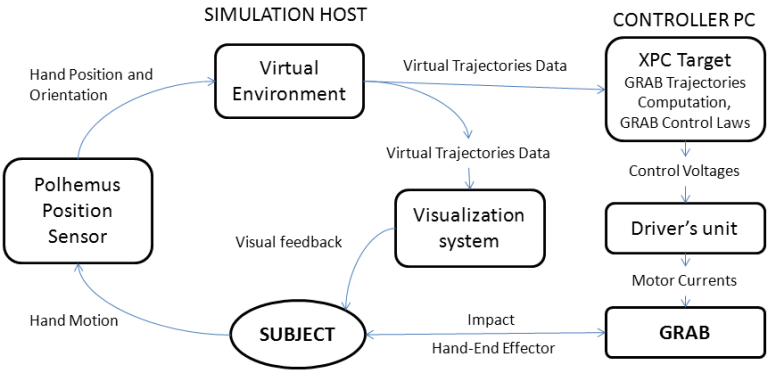 SIMULATION HOST
CONTROLLER PC
Hand Position and
Orientation
Virtual
Environment
Virtual Trajectories Data
XPC Target
GRAB Trajectories
Computation,
GRAB Control Laws
Virtual Trajectories Data
Control Voltages
Polhemus
Position
Sensor
Visualization
system
Driver's unit
Visual feedback
Motor Currents
Hand Motion
SUBJECT
Impact
Hand-End Effector
GRAB